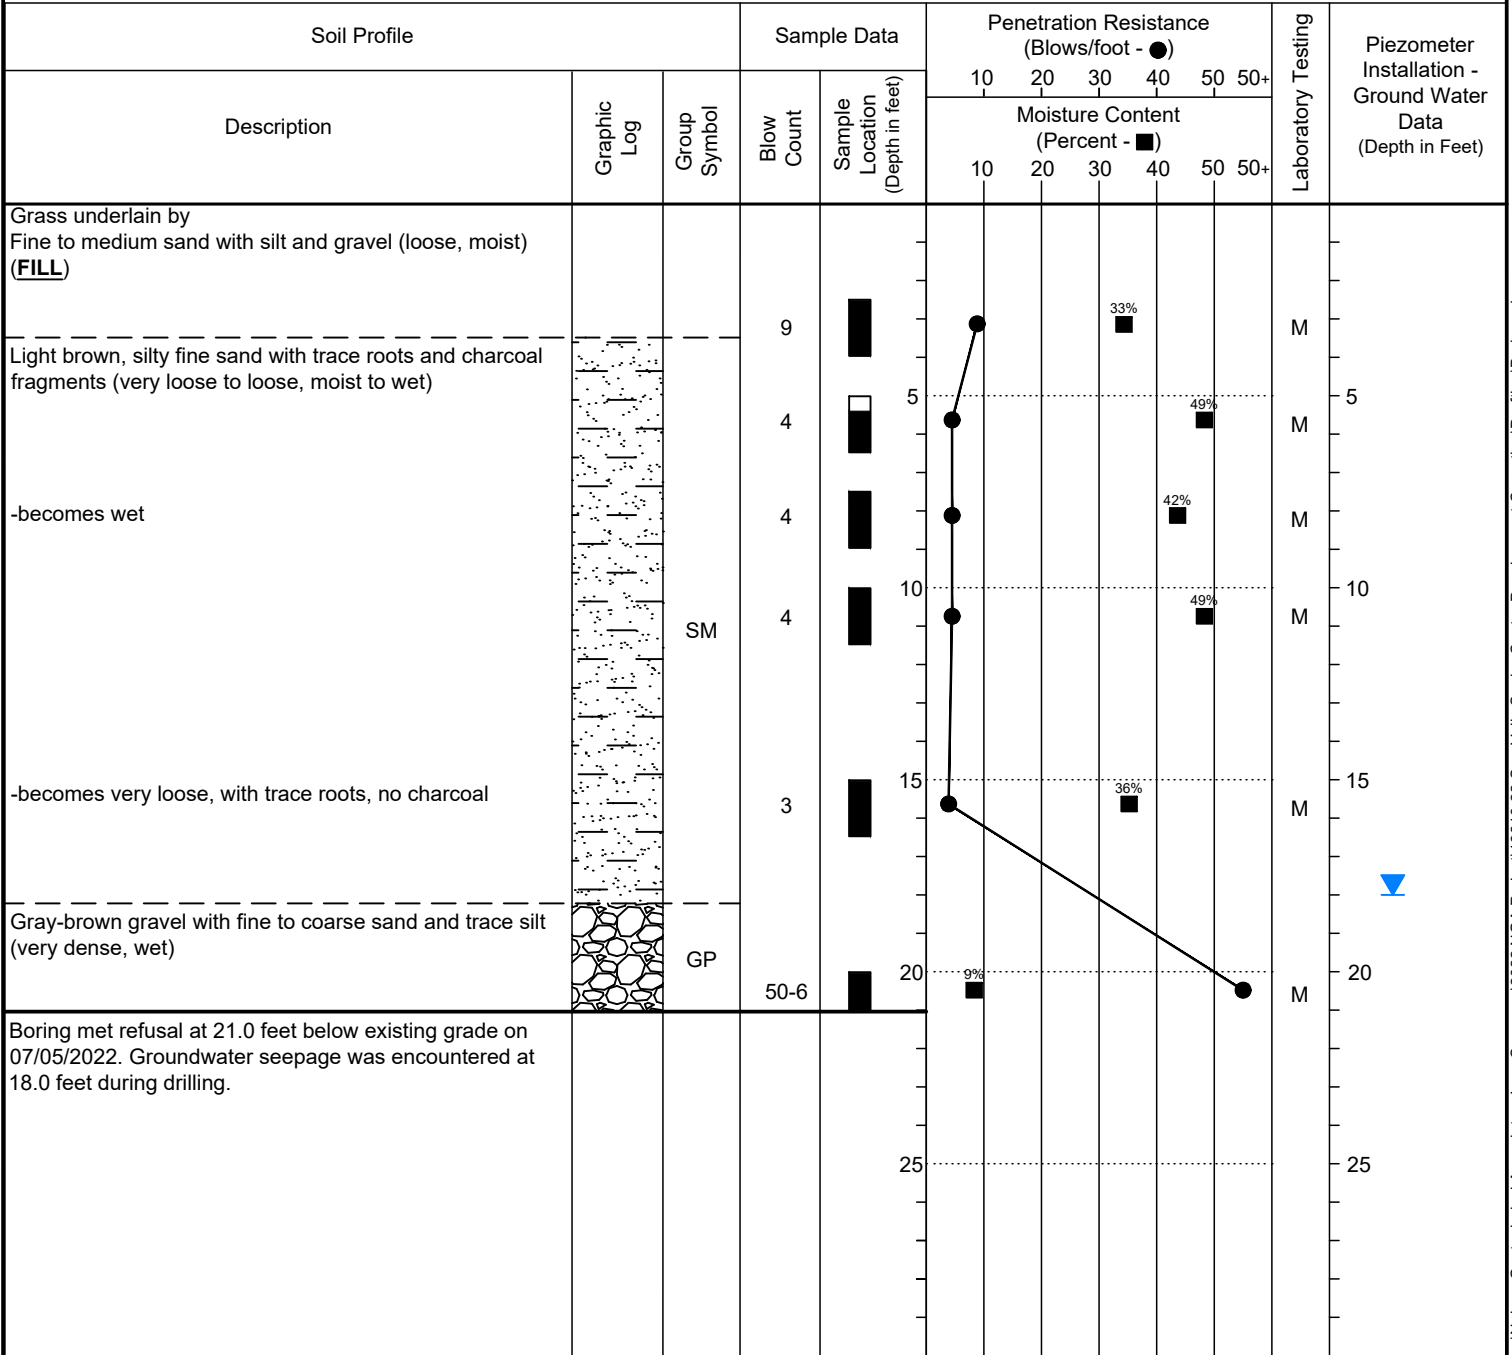 Soil Profile
Sample Data
Penetration Resistance
(Blows/foot - ●)
10 20 30 40 50 50+
Moisture Content
(Percent - ■)
10 20 30 40 50 50+
Laboratory Testing
Piezometer
Installation -
Ground Water
Data
(Depth in Feet)
Description
Graphic
Log
Group
Symbol
Blow
Count
Sample
Location
(Depth in feet)
Grass underlain by
Fine to medium sand with silt and gravel (loose, moist)
(FILL)
9
33%
M
Light brown, silty fine sand with trace roots and charcoal
fragments (very loose to loose, moist to wet)
5
5
4
49%
M
-becomes wet
4
42%
M
10
10
4
49%
M
SM
15
15
-becomes very loose, with trace roots, no charcoal
3
36%
M
Gray-brown gravel with fine to coarse sand and trace silt
(very dense, wet)
GP
20
20
50-6
9%
M
Boring met refusal at 21.0 feet below existing grade on
07/05/2022. Groundwater seepage was encountered at
18.0 feet during drilling.
25
25